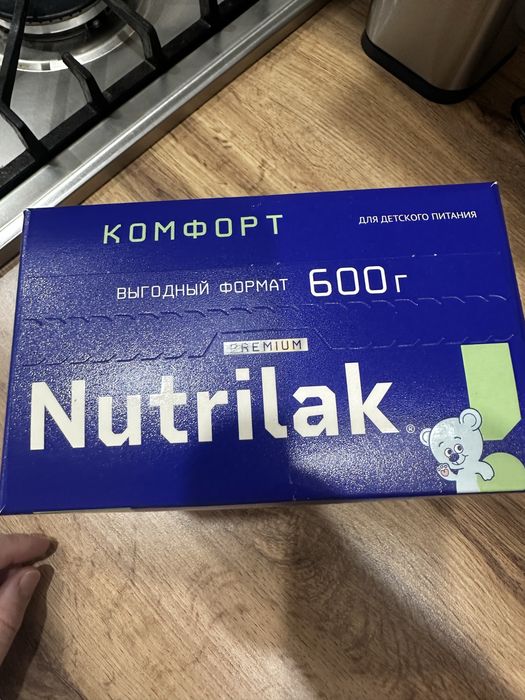 КОМФОРТ
ДЛЯ ДЕТСКОГО ПИТАНИЯ
ВЫГОДНЫЙ ФОРМАТ 600 г
PREMIUM
Nutrilak®